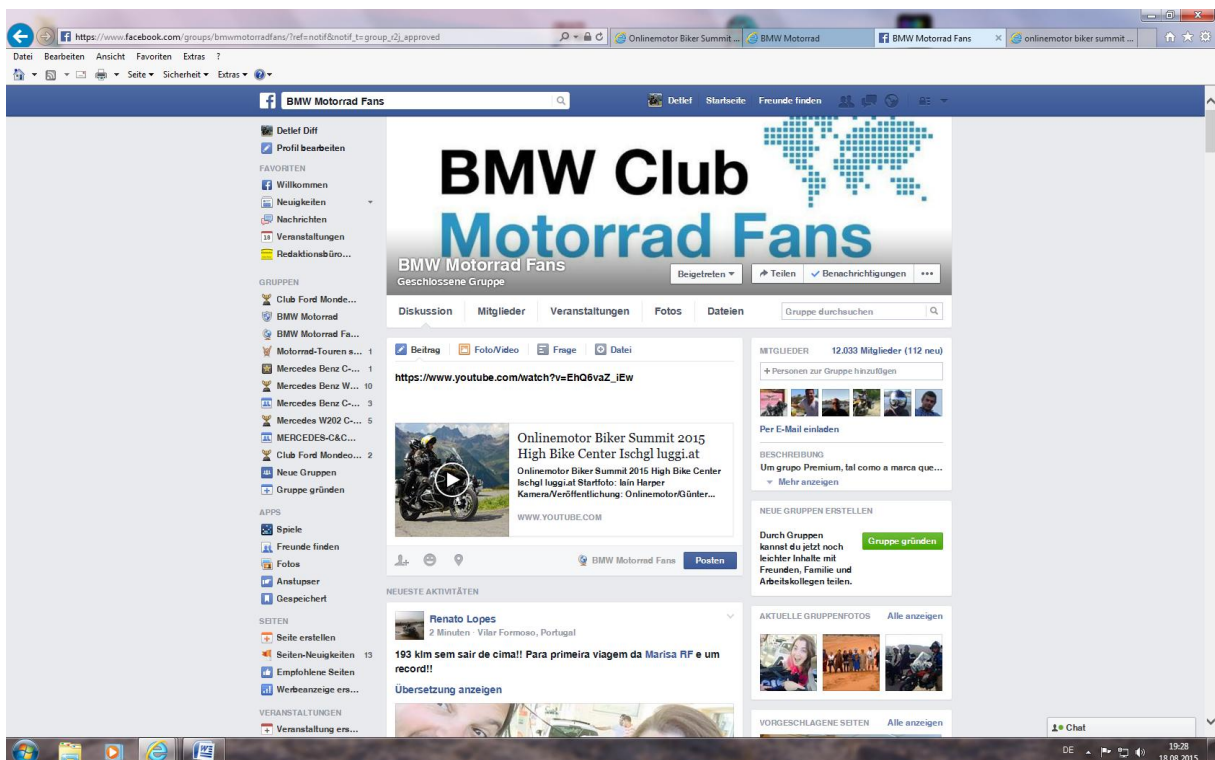 https://www.facebook.com/groups/bmwmotorradfans/?ref=notif&notif_t=group_r2j_approved
Onlinemotor Biker Summit ...
BMW Motorrad
BMW Motorrad Fans
onlinemotor biker summit ...
Datei Bearbeiten Ansicht Favoriten Extras ?
Seite Sicherheit Extras
BMW Motorrad Fans
Detlef Startseite Freunde finden
Detlef Diff
Profil bearbeiten
FAVORITEN
Willkommen
Neuigkeiten
Nachrichten
Veranstaltungen
Redaktionsbüro...
GRUPPEN
Club Ford Monde...
BMW Motorrad
BMW Motorrad Fa...
Motorrad-Touren s... 1
Mercedes Benz C-... 1
Mercedes Benz W... 10
Mercedes Benz C-... 3
Mercedes W202 C-... 5
MERCEDES-C&C...
Club Ford Mondeo... 2
Neue Gruppen
Gruppe gründen
APPS
Spiele
Freunde finden
Fotos
Anstupser
Gespeichert
SEITEN
Seite erstellen
Seiten-Neuigkeiten 13
Empfohlene Seiten
Werbeanzeige ers...
VERANSTALTUNGEN
Veranstaltung ers...
BMW Club
Motorrad Fans
BMW Motorrad Fans
Geschlossene Gruppe
Beigetreten
Teilen
Benachrichtigungen
Diskussion Mitglieder Veranstaltungen Fotos Dateien
Gruppe durchsuchen
Beitrag Foto/Video Frage Datei
https://www.youtube.com/watch?v=EhQ6vaZ_iEw
Onlinemotor Biker Summit 2015
High Bike Center Ischgl luggi.at
Onlinemotor Biker Summit 2015 High Bike Center
Ischgl luggi.at Startfoto: Iain Harper
Kamera/Veröffentlichung: Onlinemotor/Günter...
WWW.YOUTUBE.COM
BMW Motorrad Fans
Posten
NEUESTE AKTIVITÄTEN
Renato Lopes
2 Minuten · Vilar Formoso, Portugal
193 klm sem sair de cima!! Para primeira viagem da Marisa RF e um
record!!
Übersetzung anzeigen
MITGLIEDER 12.033 Mitglieder (112 neu)
+ Personen zur Gruppe hinzufügen
Per E-Mail einladen
BESCHREIBUNG
Um grupo Premium, tal como a marca que...
Mehr anzeigen
NEUE GRUPPEN ERSTELLEN
Durch Gruppen
kannst du jetzt noch
leichter Inhalte mit
Freunden, Familie und
Arbeitskollegen teilen.
Gruppe gründen
AKTUELLE GRUPPENFOTOS Alle anzeigen
VORGESCHLAGENE SEITEN Alle anzeigen
Chat
DE
19:28
18.08.2015